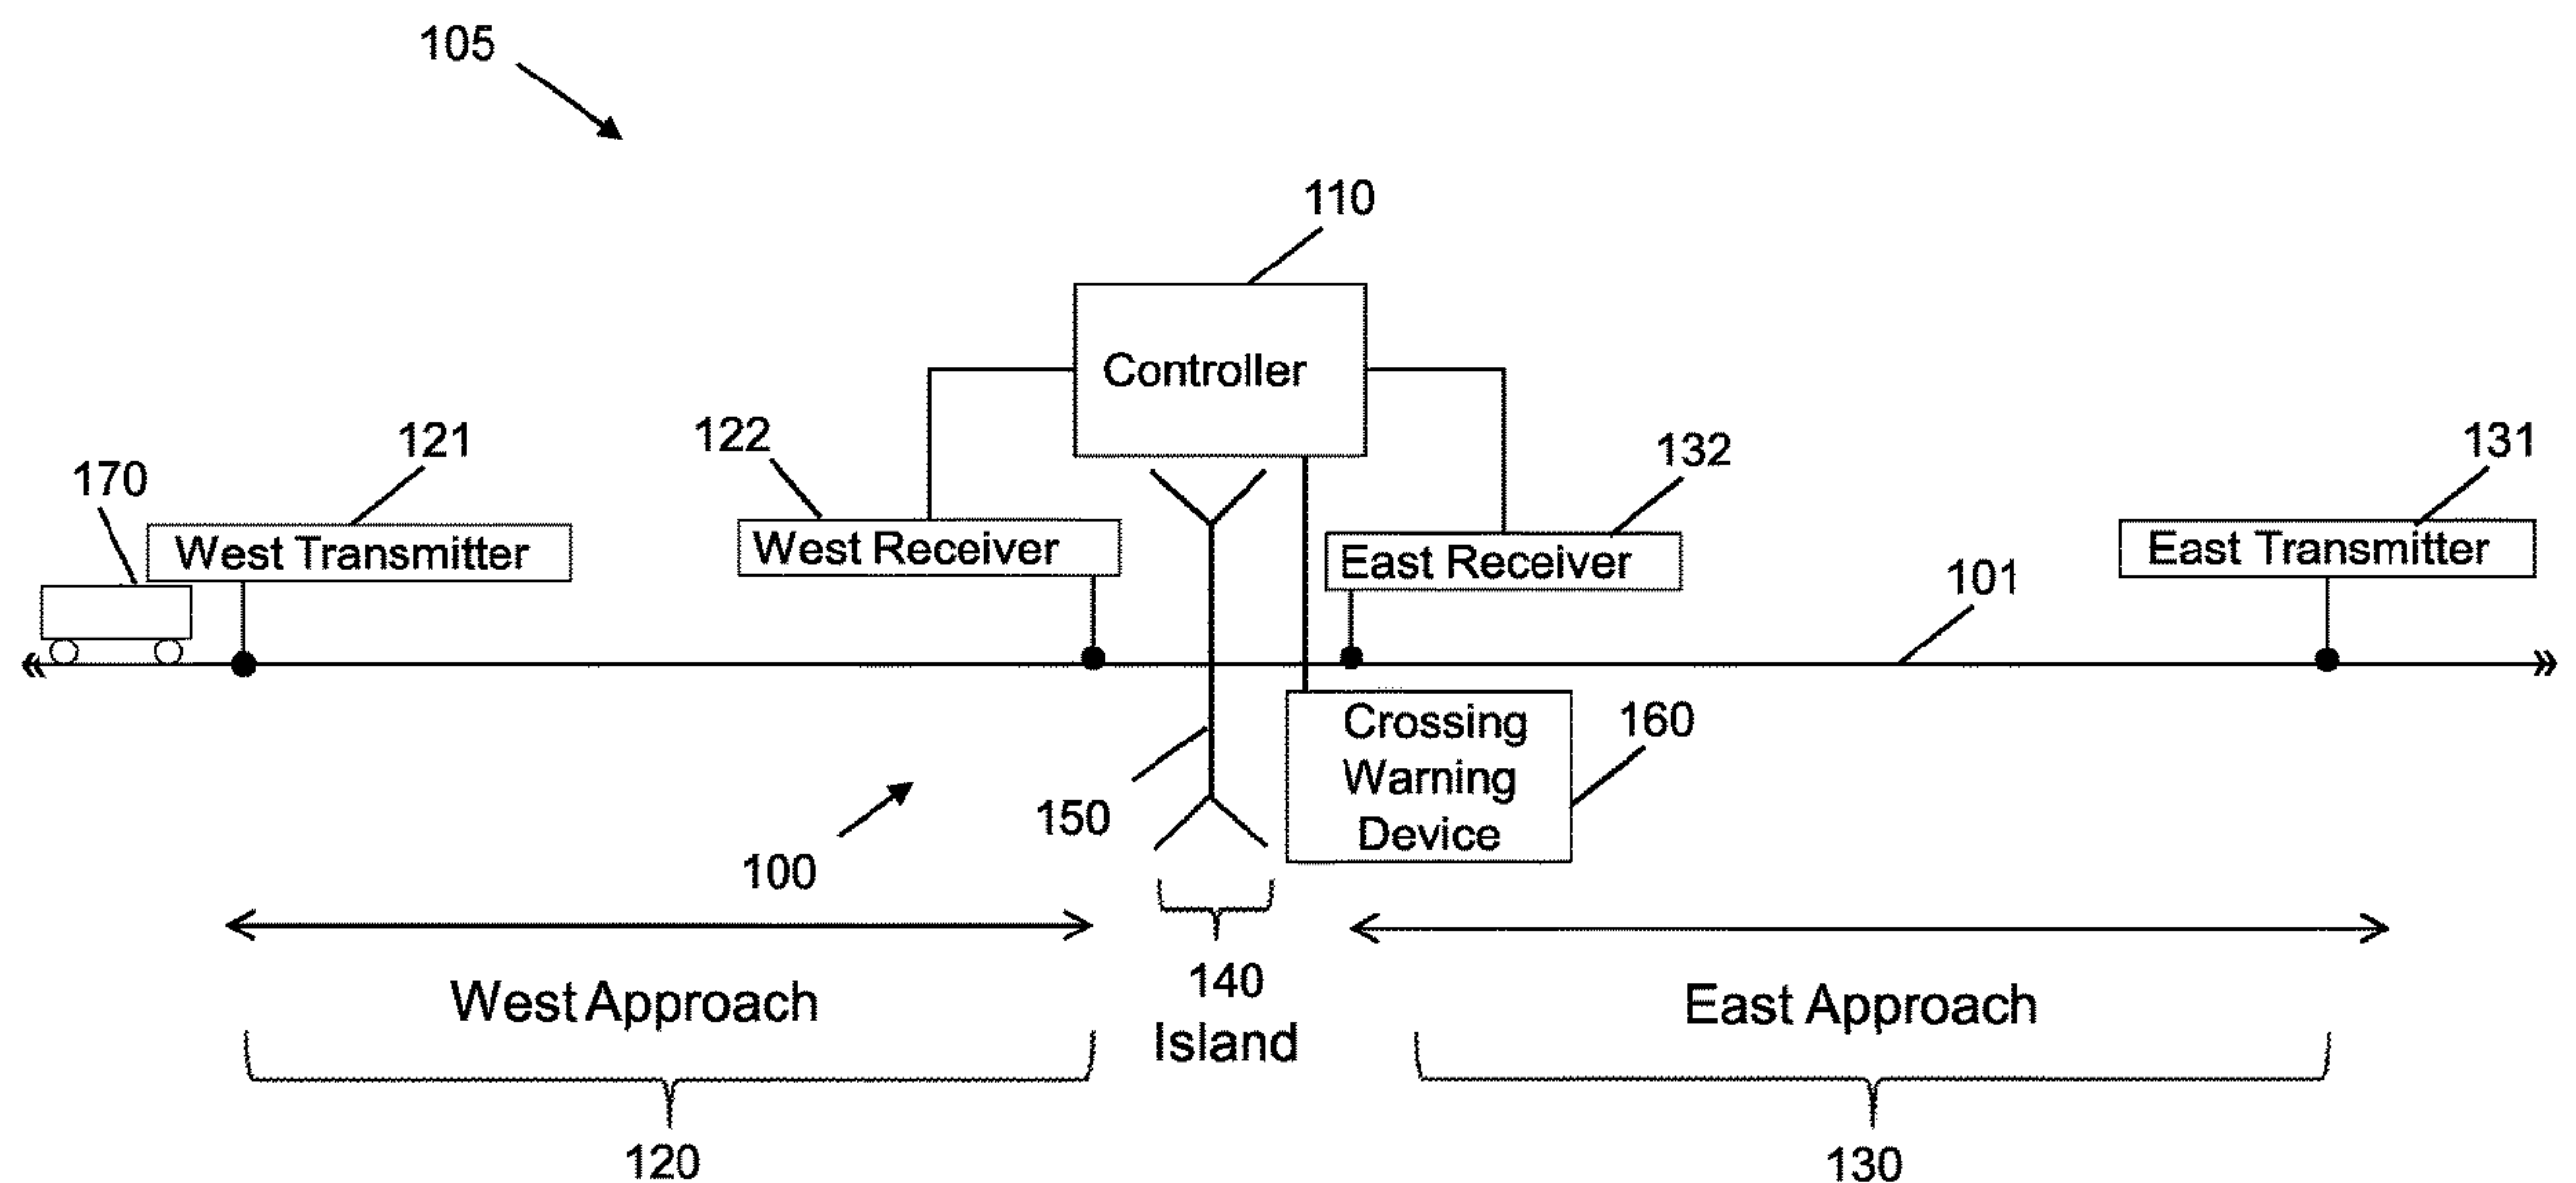 105
110
Controller
121
122
132
131
170
West Transmitter
West Receiver
East Receiver
East Transmitter
101
Crossing
Warning
Device
160
150
100
140
Island
West Approach
East Approach
120
130